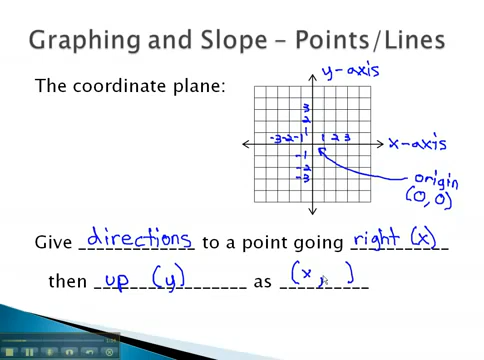 Graphing and Slope – Points/Lines
The coordinate plane:
y-axis
3
2
1
-3 -2 -1 1 2 3
x-axis
-1
-2
-3
origin
(0,0)
Give directions to a point going right (x)
then up (y) as (x, )